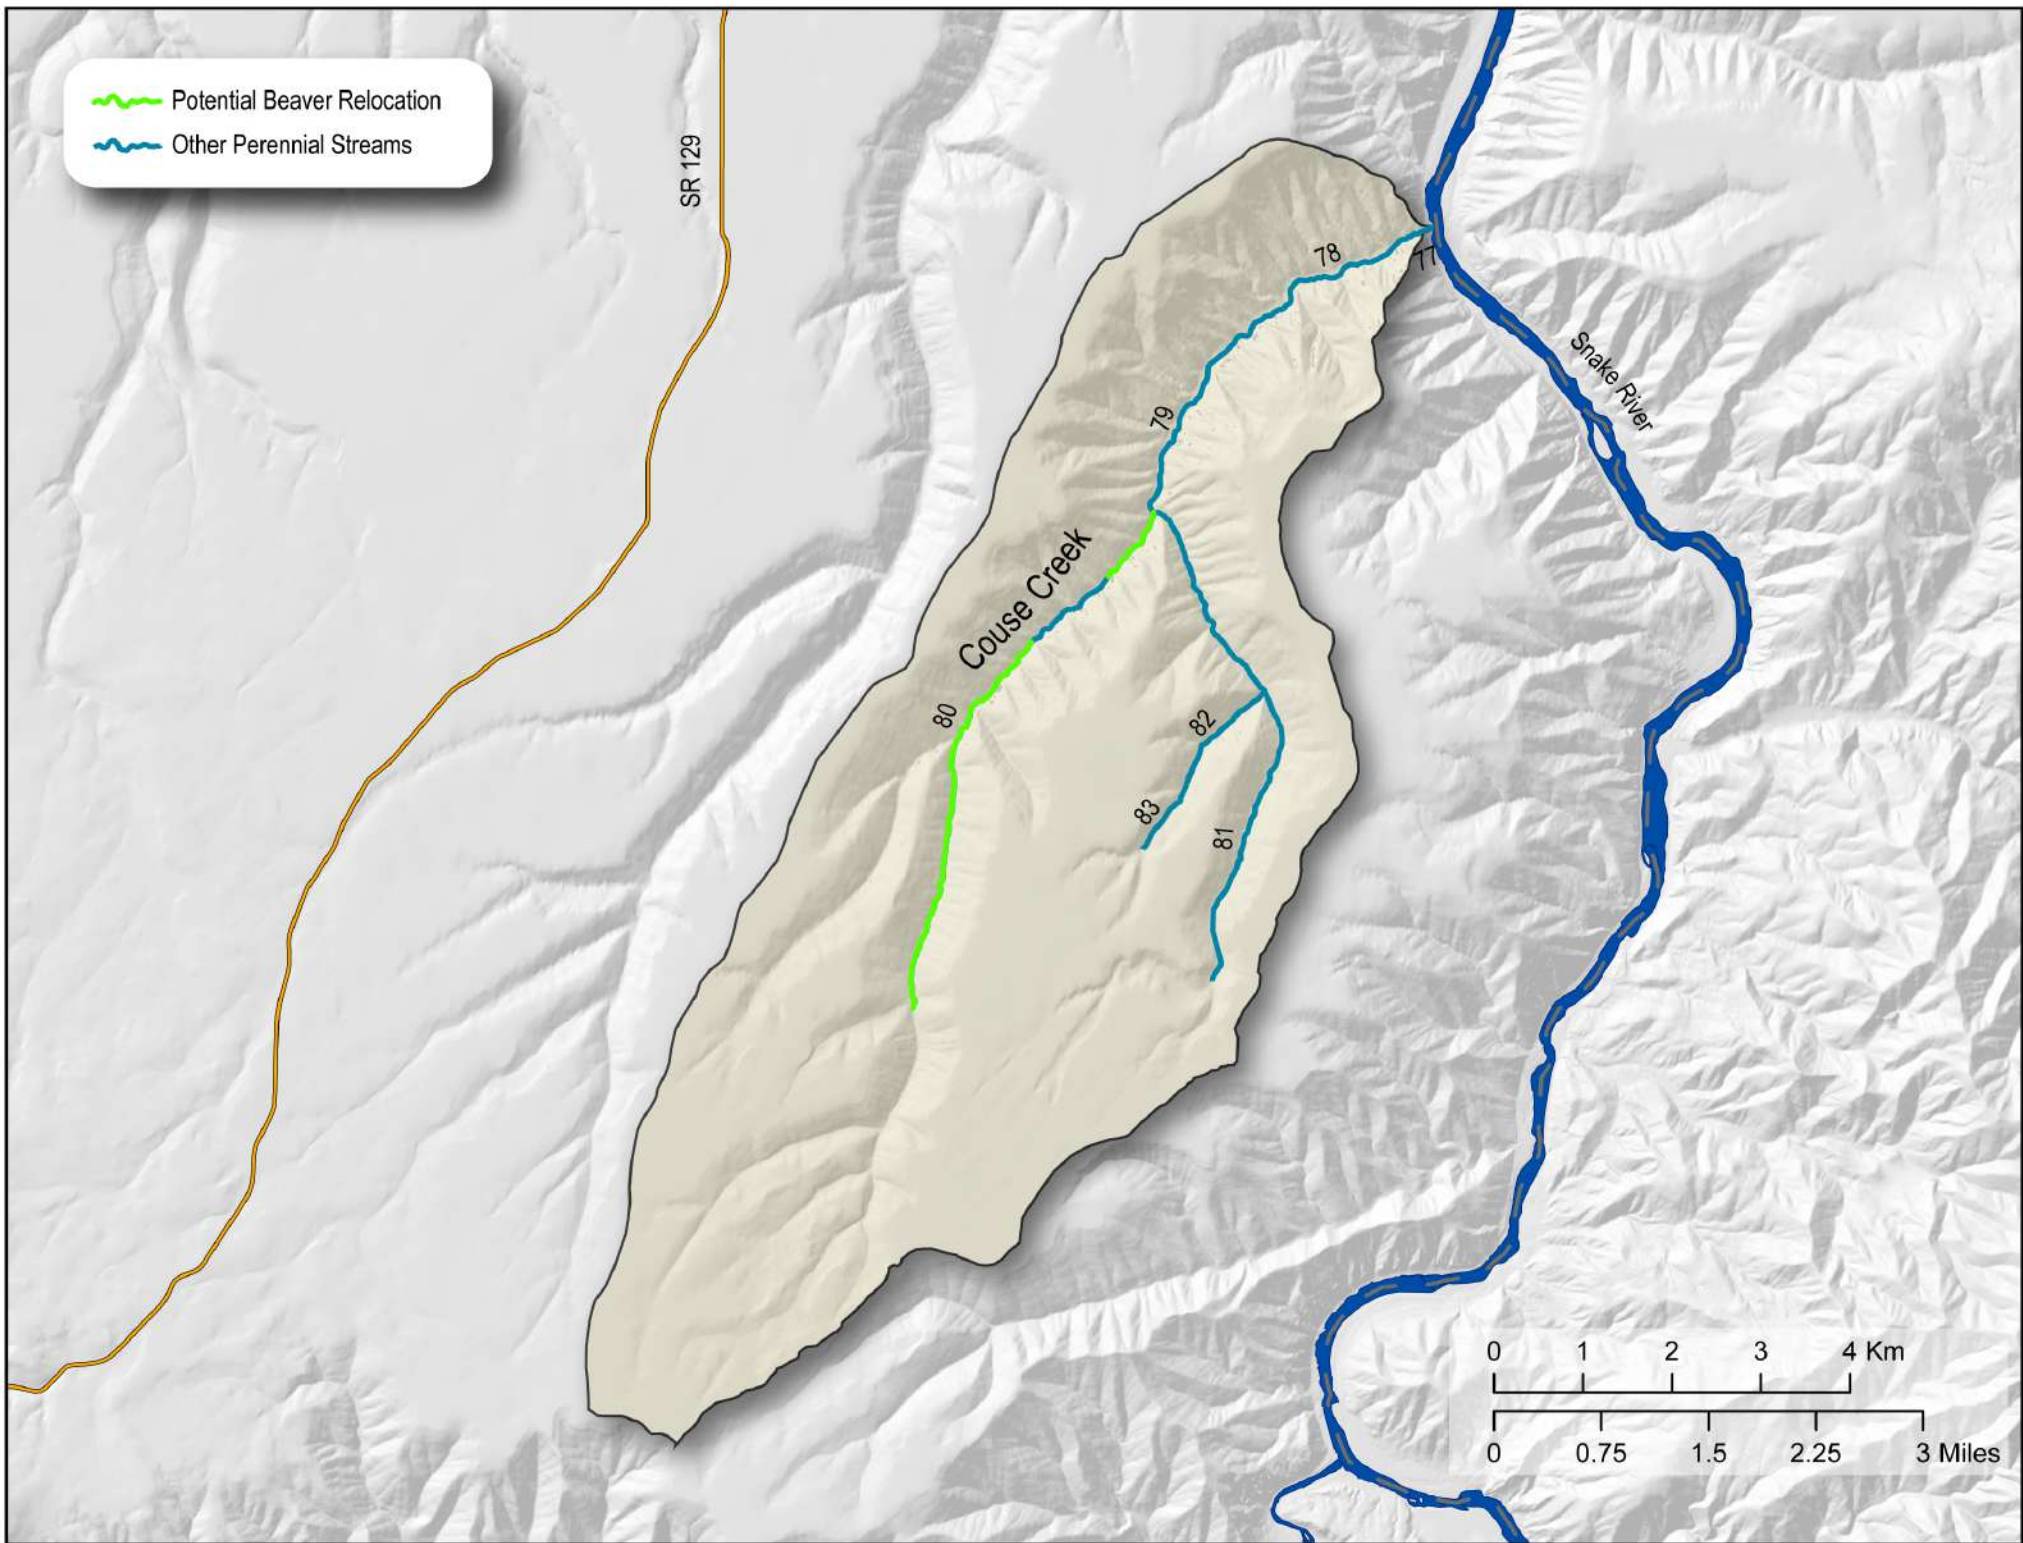 Potential Beaver Relocation
Other Perennial Streams
SR 129
78
77
Snake River
79
Couse Creek
80
82
83
81
0 1 2 3 4 Km
0 0.75 1.5 2.25 3 Miles